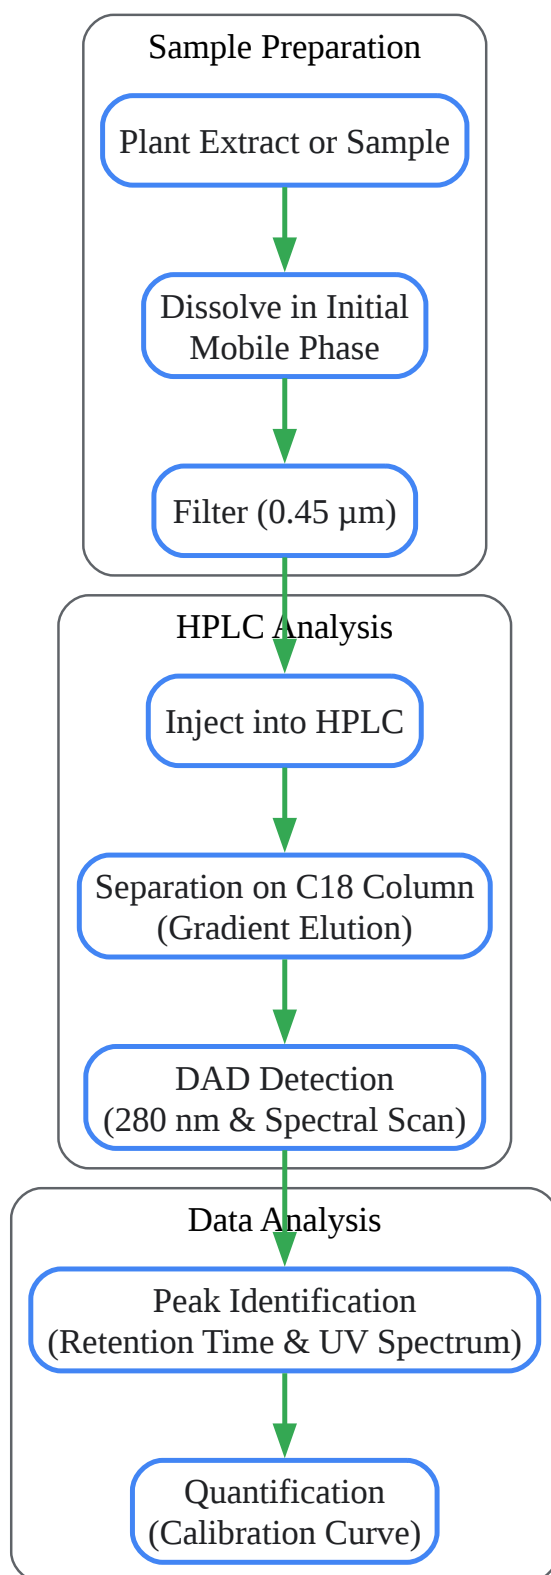 Sample Preparation
Plant Extract or Sample
Dissolve in Initial
Mobile Phase
Filter (0.45 µm)
HPLC Analysis
Inject into HPLC
Separation on C18 Column
(Gradient Elution)
DAD Detection
(280 nm & Spectral Scan)
Data Analysis
Peak Identification
(Retention Time & UV Spectrum)
Quantification
(Calibration Curve)